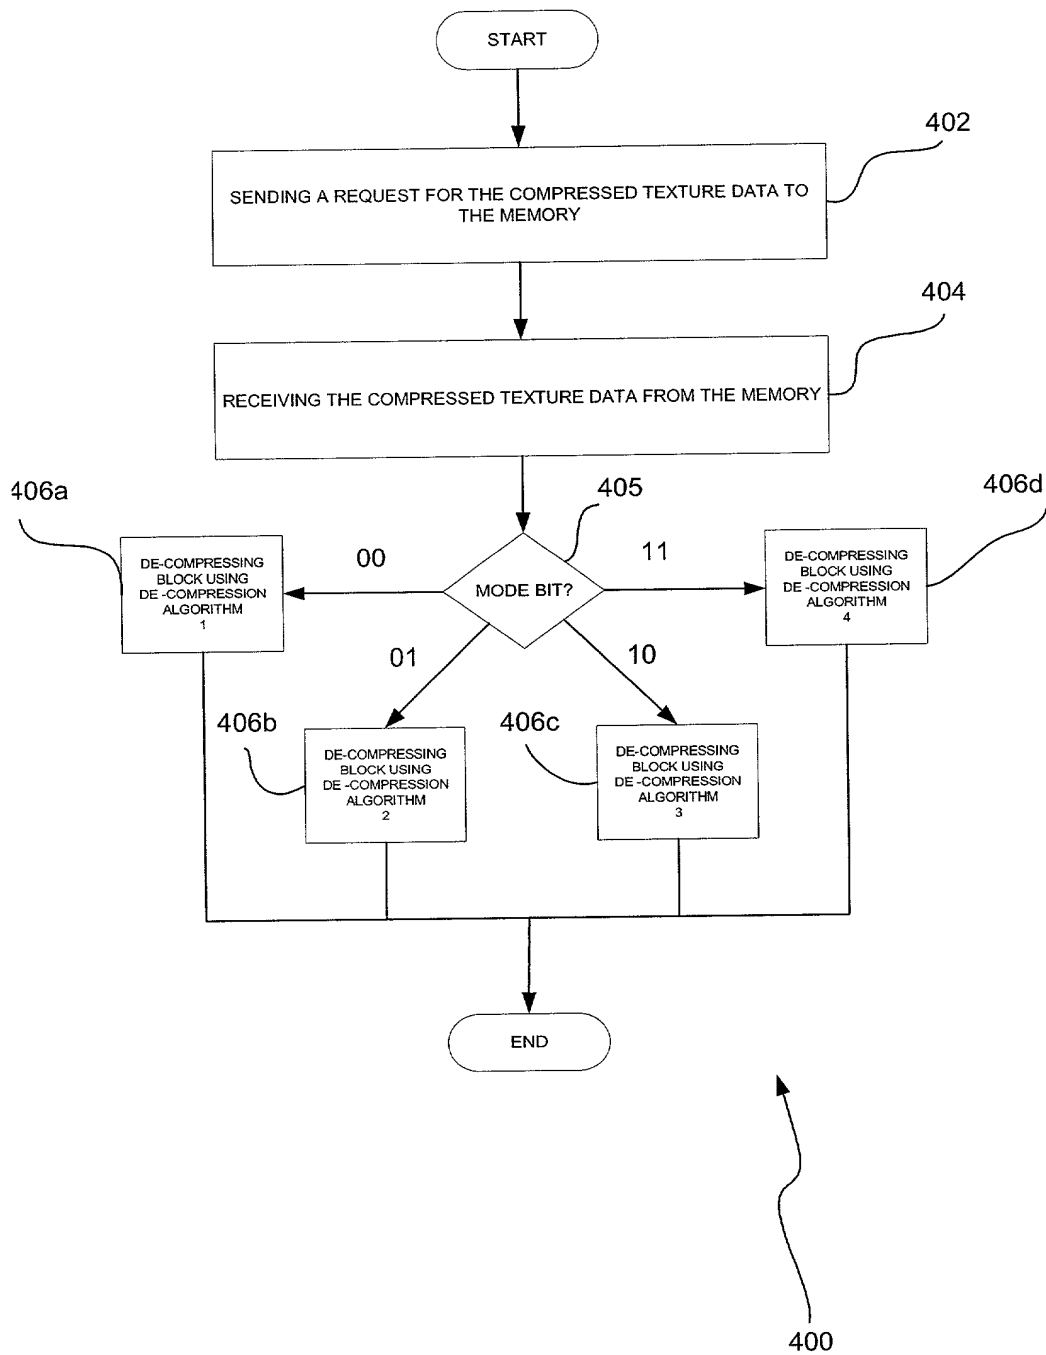 START
402
SENDING A REQUEST FOR THE COMPRESSED TEXTURE DATA TO
THE MEMORY
404
RECEIVING THE COMPRESSED TEXTURE DATA FROM THE MEMORY
406a
405
406d
00
11
DE-COMPRESSING
BLOCK USING
DE -COMPRESSION
ALGORITHM
1
MODE BIT?
DE-COMPRESSING
BLOCK USING
DE -COMPRESSION
ALGORITHM
4
01
10
406b
406c
DE-COMPRESSING
BLOCK USING
DE -COMPRESSION
ALGORITHM
2
DE-COMPRESSING
BLOCK USING
DE -COMPRESSION
ALGORITHM
3
END
400